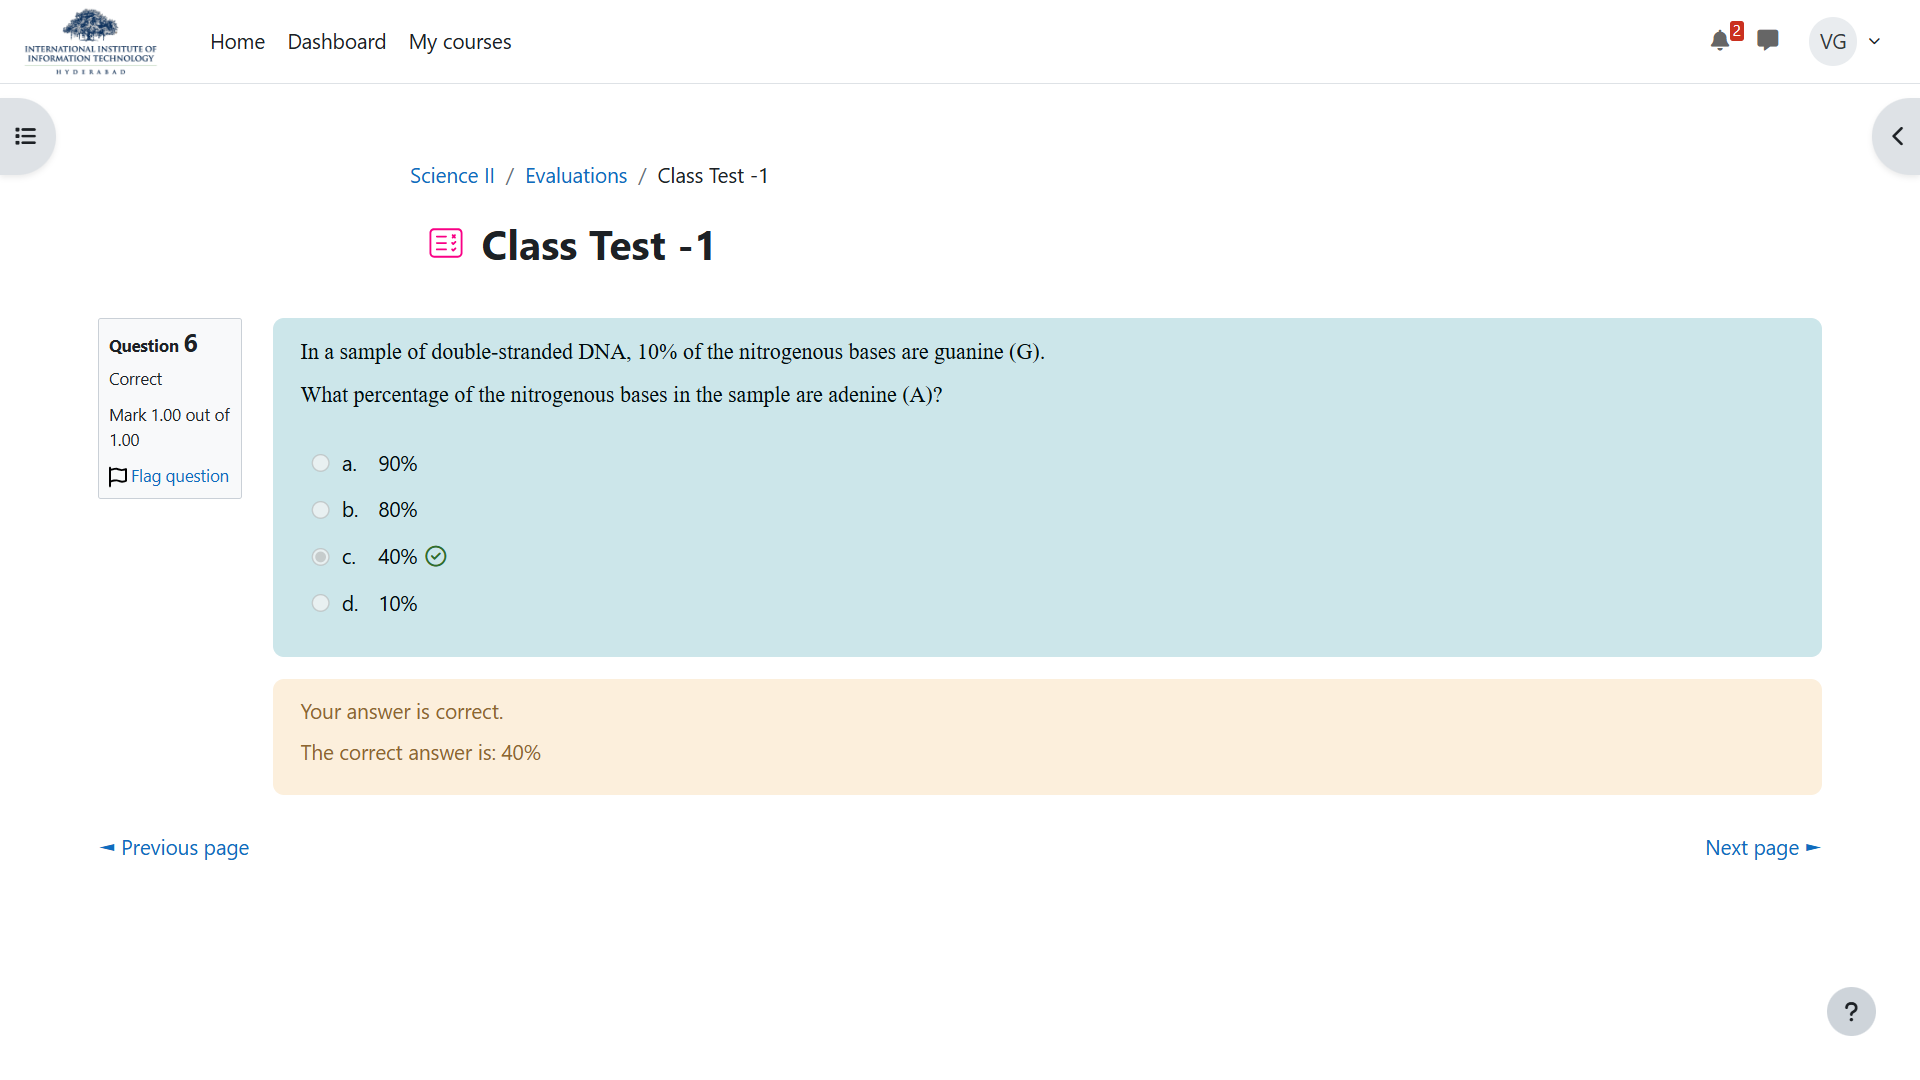 INTERNATIONAL INSTITUTE OF
INFORMATION TECHNOLOGY
HYDERABAD
Home Dashboard My courses
2
VG
Science II / Evaluations / Class Test -1
Class Test -1
Question 6
Correct
Mark 1.00 out of
1.00
Flag question
In a sample of double-stranded DNA, 10% of the nitrogenous bases are guanine (G).
What percentage of the nitrogenous bases in the sample are adenine (A)?
a. 90%
b. 80%
c. 40%
d. 10%
Your answer is correct.
The correct answer is: 40%
◄ Previous page
Next page ►
?